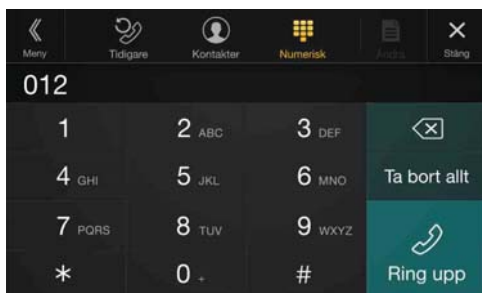 Meny Tidigare Kontakter Numerisk Ändra Stäng
012
1 2 ABC 3 DEF
4 GHI 5 JKL 6 MNO Ta bort allt
7 PQRS 8 TUV 9 WXYZ
* 0 + # Ring upp